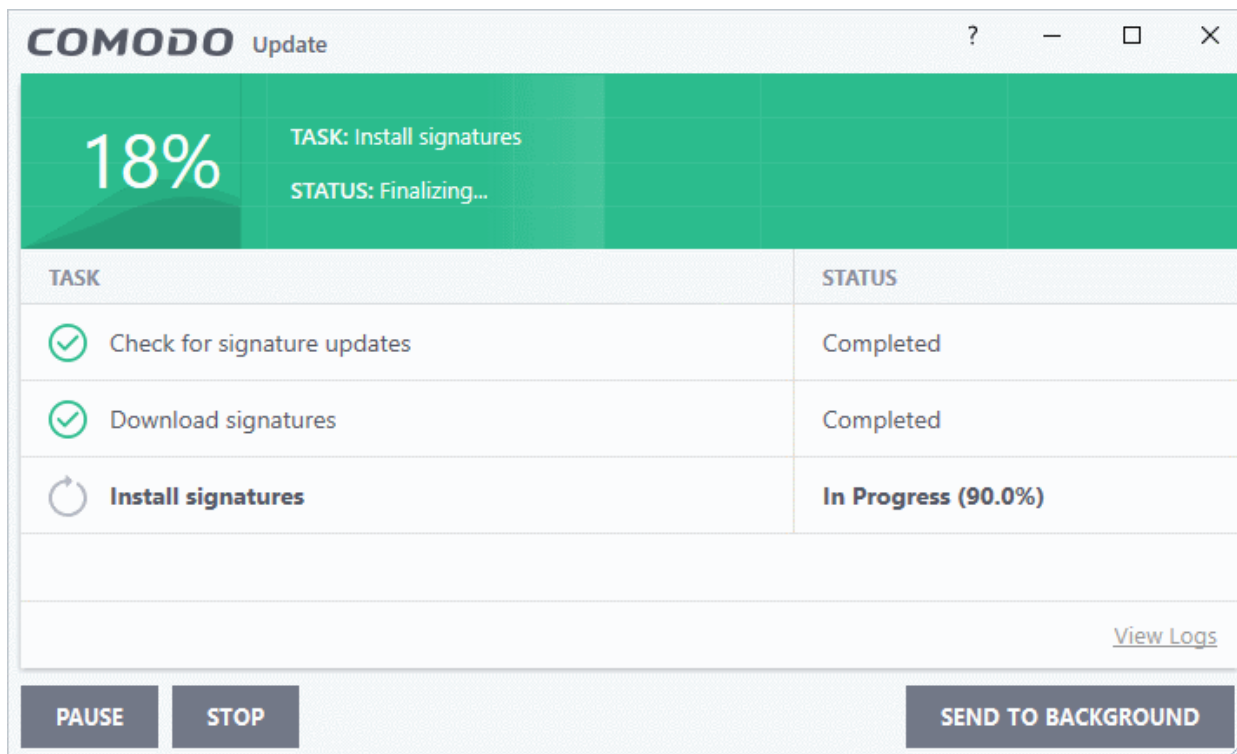 COMODO Update ?
18%
TASK: Install signatures
STATUS: Finalizing...
TASK STATUS
Check for signature updates Completed
Download signatures Completed
Install signatures In Progress (90.0%)
View Logs
PAUSE STOP SEND TO BACKGROUND